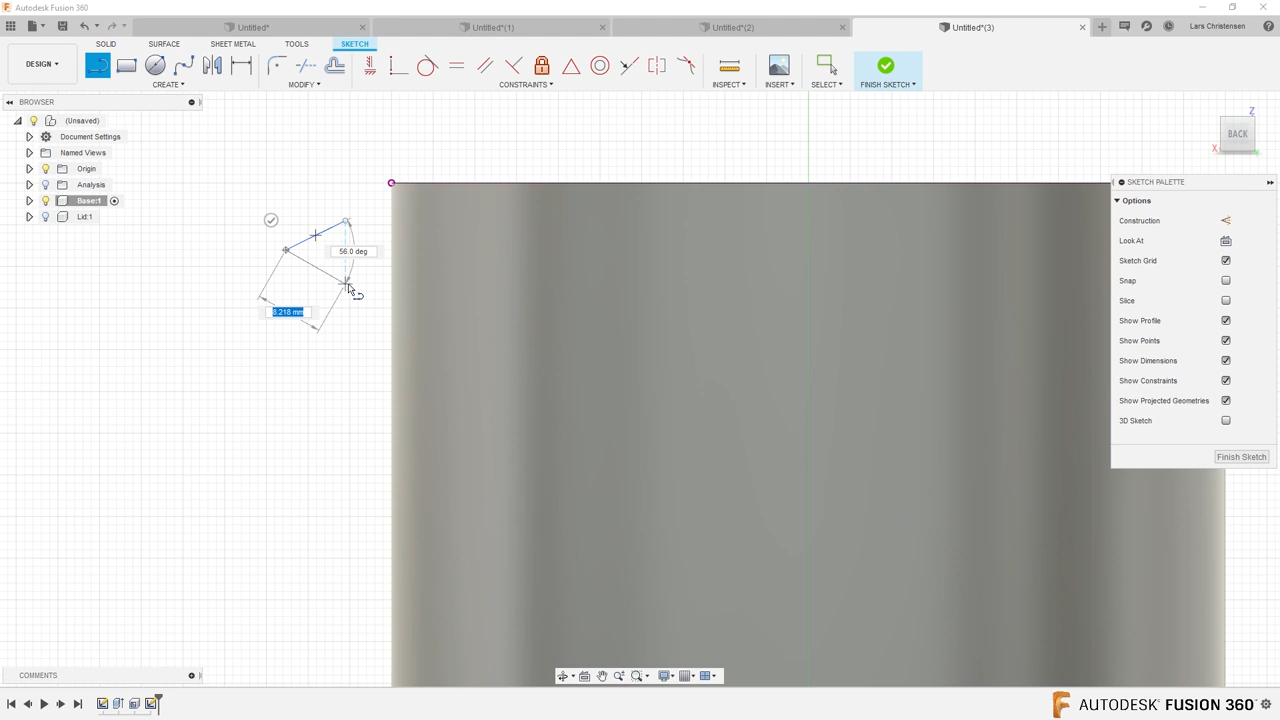 Autodesk Fusion 360
Untitled*
Untitled*(1)
Untitled*(2)
Untitled*(3)
Lars Christensen
DESIGN
SOLID
SURFACE
SHEET METAL
TOOLS
SKETCH
CREATE
MODIFY
CONSTRAINTS
INSPECT
INSERT
SELECT
FINISH SKETCH
BROWSER
(Unsaved)
Document Settings
Named Views
Origin
Analysis
Base:1
Lid:1
56.0 deg
8.218 mm
Z
BACK
X
SKETCH PALETTE
Options
Construction
Look At
Sketch Grid
Snap
Slice
Show Profile
Show Points
Show Dimensions
Show Constraints
Show Projected Geometries
3D Sketch
Finish Sketch
COMMENTS
AUTODESK FUSION 360°